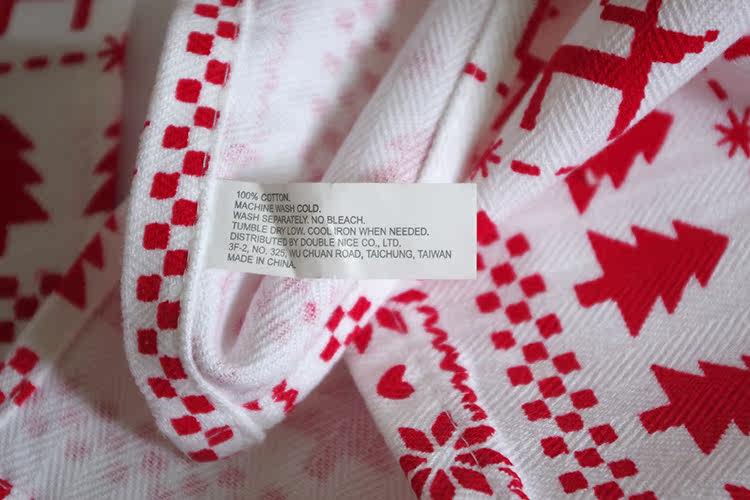 100% COTTON.
MACHINE WASH COLD.
WASH SEPARATELY. NO BLEACH.
TUMBLE DRY LOW. COOL IRON WHEN NEEDED.
DISTRIBUTED BY DOUBLE NICE CO., LTD.
3F-2, NO. 325, WU CHUAN ROAD, TAICHUNG, TAIWAN
MADE IN CHINA.